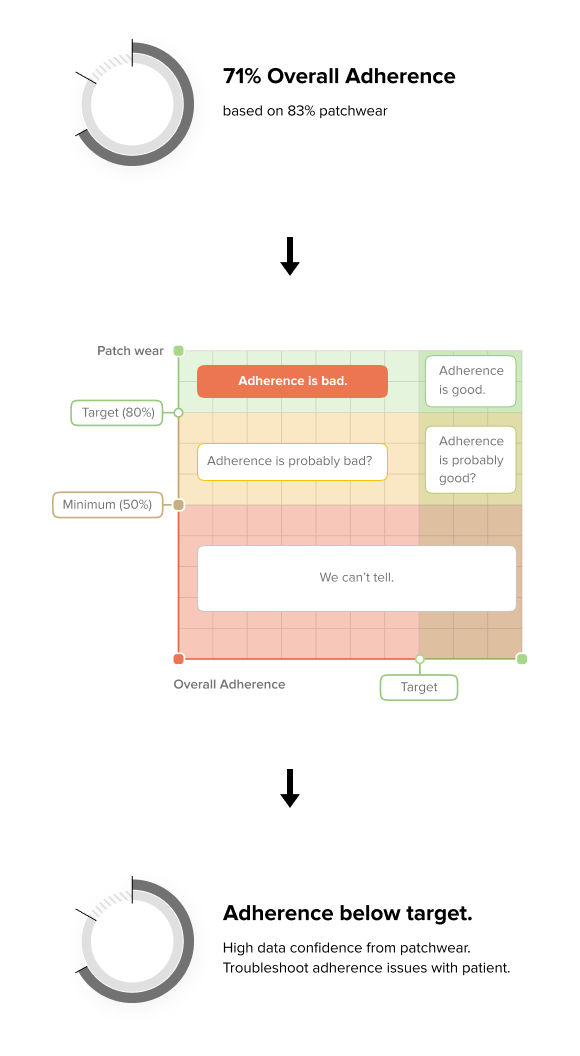 71% Overall Adherence
based on 83% patchwear
Patch wear
Adherence is bad.
Adherence
is good.
Target (80%)
Adherence is probably bad?
Adherence
is probably
good?
Minimum (50%)
We can’t tell.
Overall Adherence
Target
Adherence below target.
High data confidence from patchwear.
Troubleshoot adherence issues with patient.